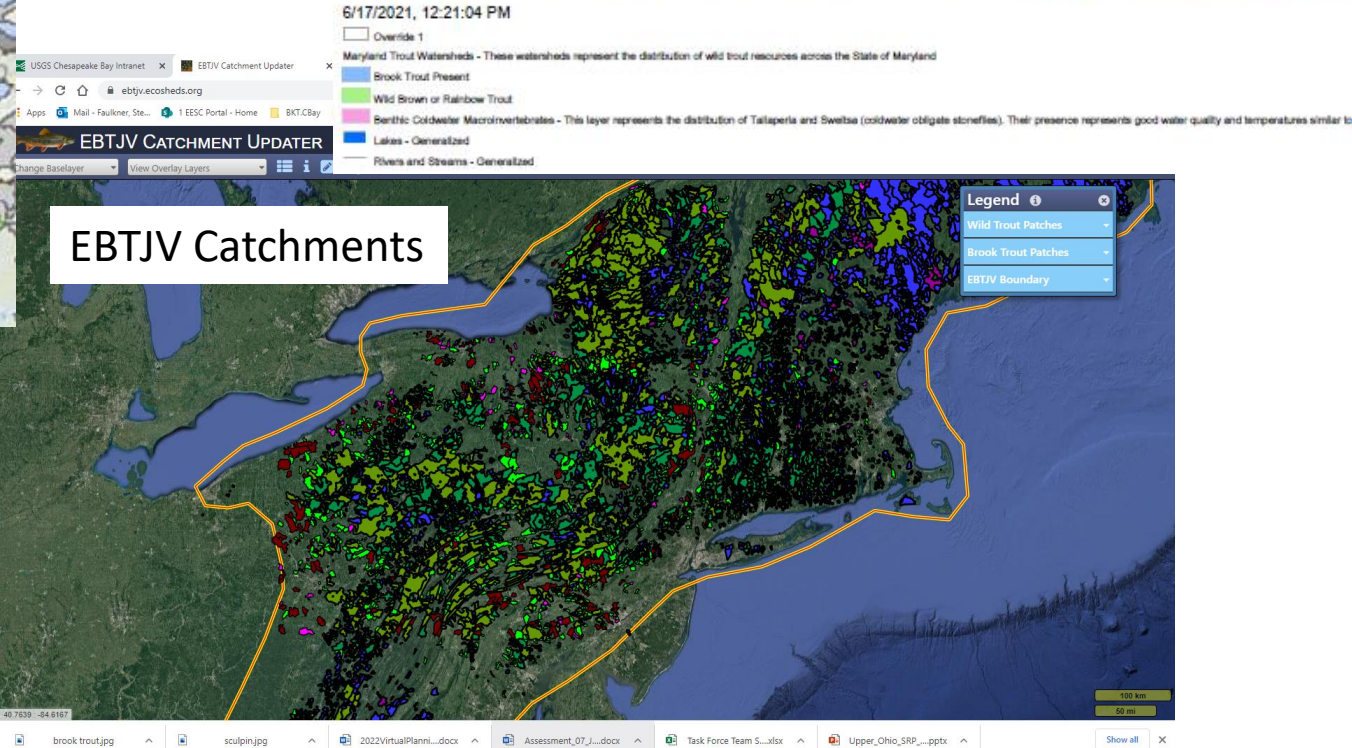 6/17/2021, 12:21:04 PM
Override 1
Maryland Trout Watersheds - These watersheds represent the distribution of wild trout resources across the State of Maryland
Brook Trout Present
Wild Brown or Rainbow Trout
Benthic Coldwater Macroinvertebrates - This layer represents the distribution of Tallaperla and Sweltsa (coldwater obligate stoneflies). Their presence represents good water quality and temperatures similar to
Lakes - Generalized
Rivers and Streams - Generalized
USGS Chesapeake Bay Intranet
EBTJV Catchment Updater
ebtjv.ecosheds.org
Apps
Mail - Faulkner, Ste...
1 EESC Portal - Home
BKT.CBay
EBTJV CATCHMENT UPDATER
Change Baselayer
View Overlay Layers
EBTJV Catchments
Legend
Wild Trout Patches
Brook Trout Patches
EBTJV Boundary
100 km
50 mi
40.7639 : -84.6167
brook trout.jpg
sculpin.jpg
2022VirtualPlanni....docx
Assessment_07_J....docx
Task Force Team S....xlsx
Upper_Ohio_SRP_....pptx
Show all